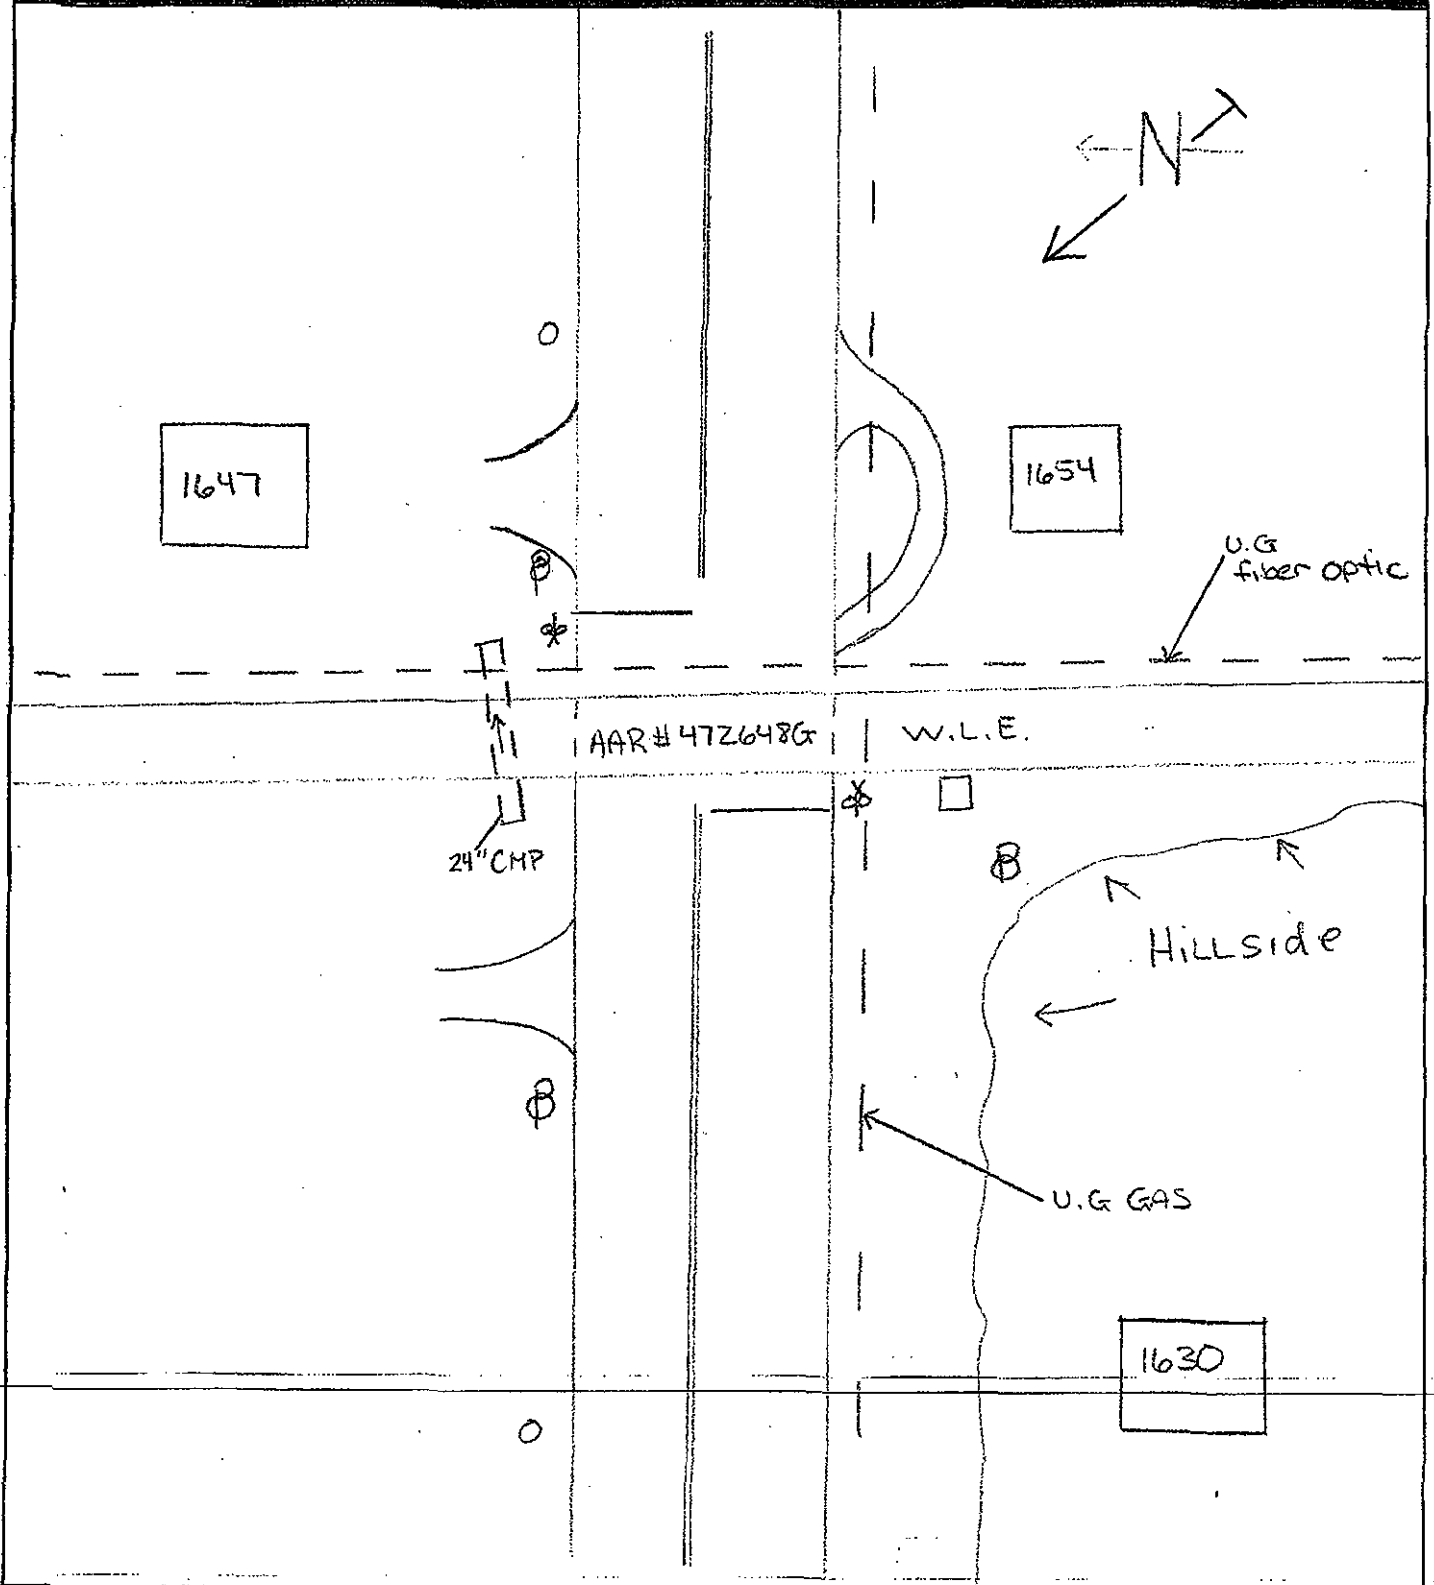 N
1647
1654
U.G
fiber optic
AAR # 472648G
W.L.E.
24" CMP
Hillside
U.G GAS
1630